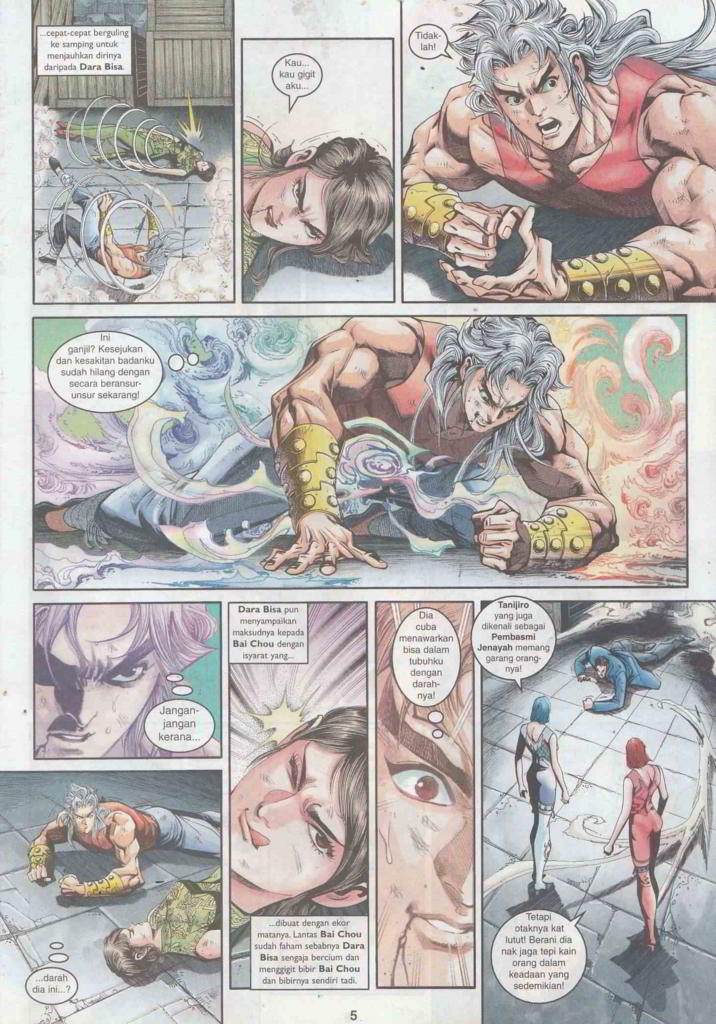 ...cepat-cepat berguling
ke samping untuk
menjauhkan dirinya
daripada Dara Bisa.
Kau...
kau gigit
aku...
Tidak-
lah!
Ini
ganjil? Kesejukan
dan kesakitan badanku
sudah hilang dengan
secara beransur-
unsur sekarang!
Jangan-
jangan
kerana...
...darah
dia ini...?
Dara Bisa pun
menyampaikan
maksudnya kepada
Bai Chou dengan
isyarat yang...
...dibuat dengan ekor
matanya. Lantas Bai Chou
sudah faham sebabnya Dara
Bisa sengaja bercium dan
menggigit bibir Bai Chou
dan bibirnya sendiri tadi.
Dia
cuba
menawarkan
bisa dalam
tubuhku
dengan
darah-
nya!
Tanijiro
yang juga
dikenali sebagai
Pembasmi
Jenayah memang
garang orang-
nya!
Tetapi
otaknya kat
lutut! Berani dia
nak jaga tepi kain
orang dalam
keadaan yang
sedemikian!
5